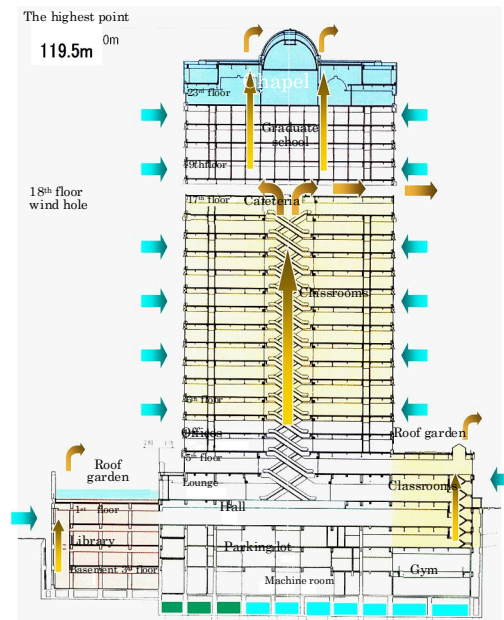 The highest point
119.5m
0m
Chapel
23rd floor
Graduate
school
9thfloor
18th floor
wind hole
17th floor
Cafeteria
Classrooms
6th floor
Offices
Roof garden
5th floor
Roof
garden
Lounge
Classrooms
1st floor
Hall
Library
Parking lot
Basement 3rd floor
Gym
Machine room